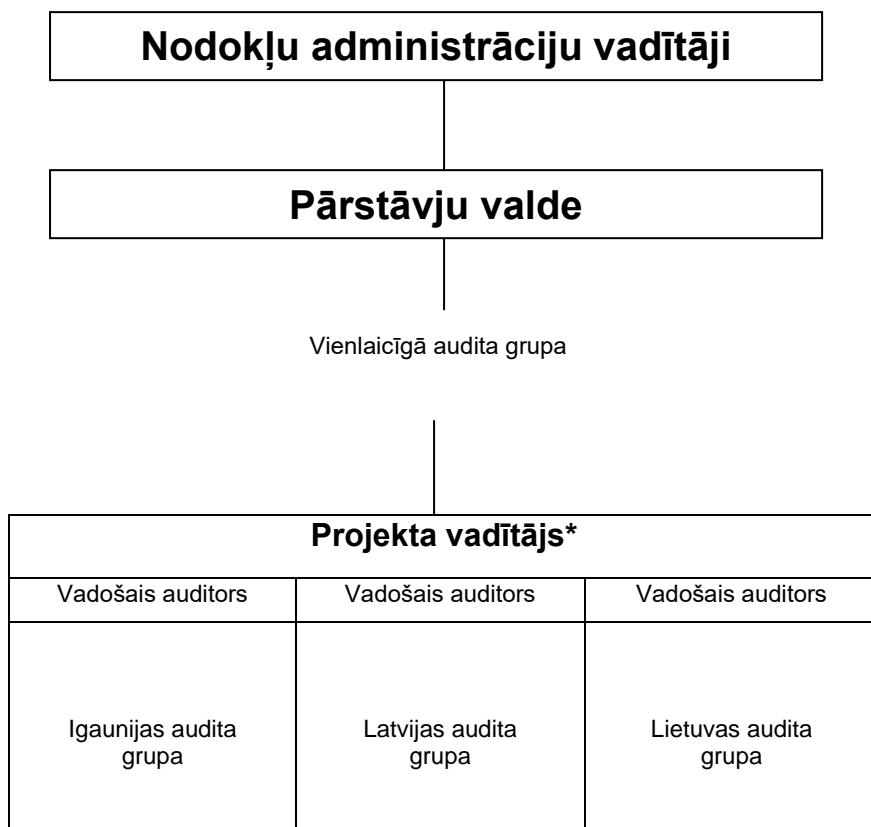 Nodokļu administrāciju vadītāji
Pārstāvju valde
Vienlaicīgā audita grupa
Projekta vadītājs*
Vadošais auditors
Vadošais auditors
Vadošais auditors
Igaunijas audita
grupa
Latvijas audita
grupa
Lietuvas audita
grupa